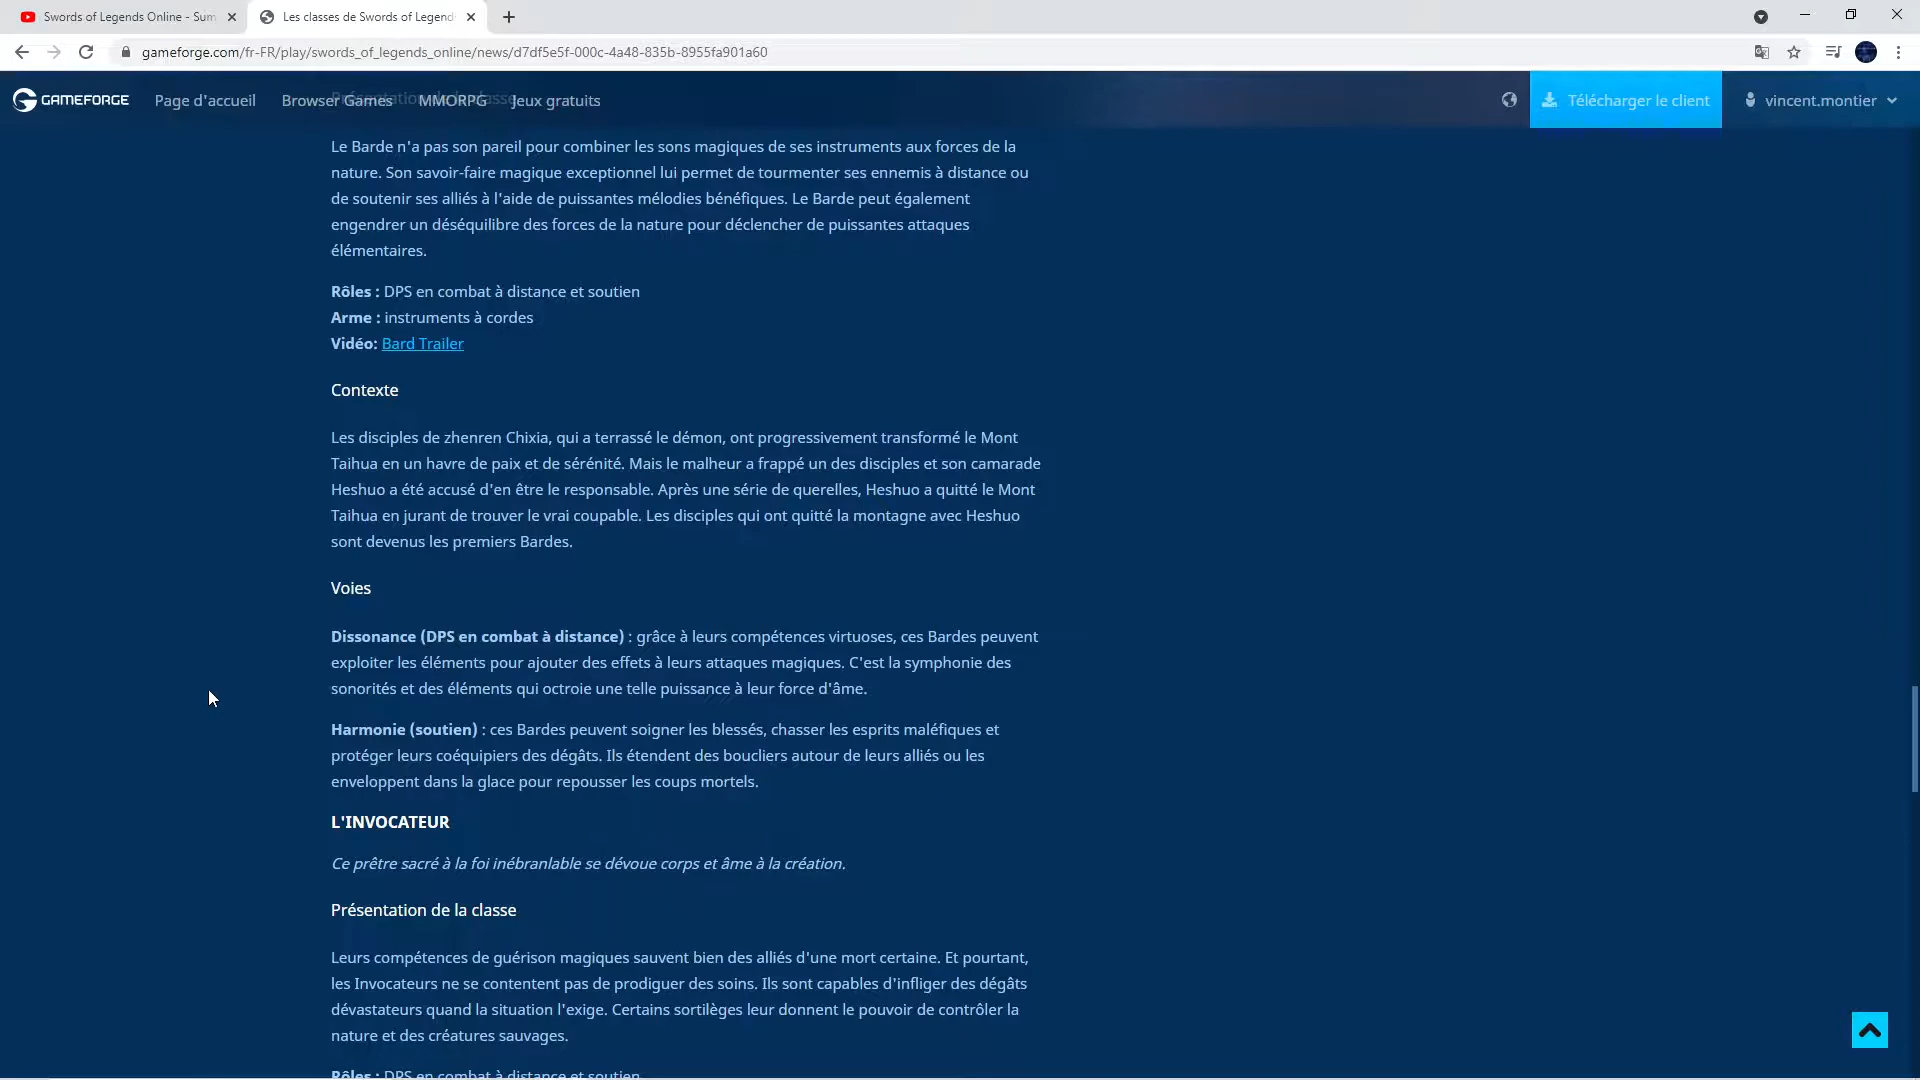 Swords of Legends Online - Sum
Les classes de Swords of Legend
gameforge.com/fr-FR/play/swords_of_legends_online/news/d7df5e5f-000c-4a48-835b-8955fa901a60
GAMEFORGE
Page d'accueil
Browser Games
MMORPG
Jeux gratuits
Télécharger le client
vincent.montier
Présentation de la classe
Le Barde n'a pas son pareil pour combiner les sons magiques de ses instruments aux forces de la
nature. Son savoir-faire magique exceptionnel lui permet de tourmenter ses ennemis à distance ou
de soutenir ses alliés à l'aide de puissantes mélodies bénéfiques. Le Barde peut également
engendrer un déséquilibre des forces de la nature pour déclencher de puissantes attaques
élémentaires.
Rôles : DPS en combat à distance et soutien
Arme : instruments à cordes
Vidéo: Bard Trailer
Contexte
Les disciples de zhenren Chixia, qui a terrassé le démon, ont progressivement transformé le Mont
Taihua en un havre de paix et de sérénité. Mais le malheur a frappé un des disciples et son camarade
Heshuo a été accusé d'en être le responsable. Après une série de querelles, Heshuo a quitté le Mont
Taihua en jurant de trouver le vrai coupable. Les disciples qui ont quitté la montagne avec Heshuo
sont devenus les premiers Bardes.
Voies
Dissonance (DPS en combat à distance) : grâce à leurs compétences virtuoses, ces Bardes peuvent
exploiter les éléments pour ajouter des effets à leurs attaques magiques. C'est la symphonie des
sonorités et des éléments qui octroie une telle puissance à leur force d'âme.
Harmonie (soutien) : ces Bardes peuvent soigner les blessés, chasser les esprits maléfiques et
protéger leurs coéquipiers des dégâts. Ils étendent des boucliers autour de leurs alliés ou les
enveloppent dans la glace pour repousser les coups mortels.
L'INVOCATEUR
Ce prêtre sacré à la foi inébranlable se dévoue corps et âme à la création.
Présentation de la classe
Leurs compétences de guérison magiques sauvent bien des alliés d'une mort certaine. Et pourtant,
les Invocateurs ne se contentent pas de prodiguer des soins. Ils sont capables d'infliger des dégâts
dévastateurs quand la situation l'exige. Certains sortilèges leur donnent le pouvoir de contrôler la
nature et des créatures sauvages.
Rôles : DPS en combat à distance et soutien